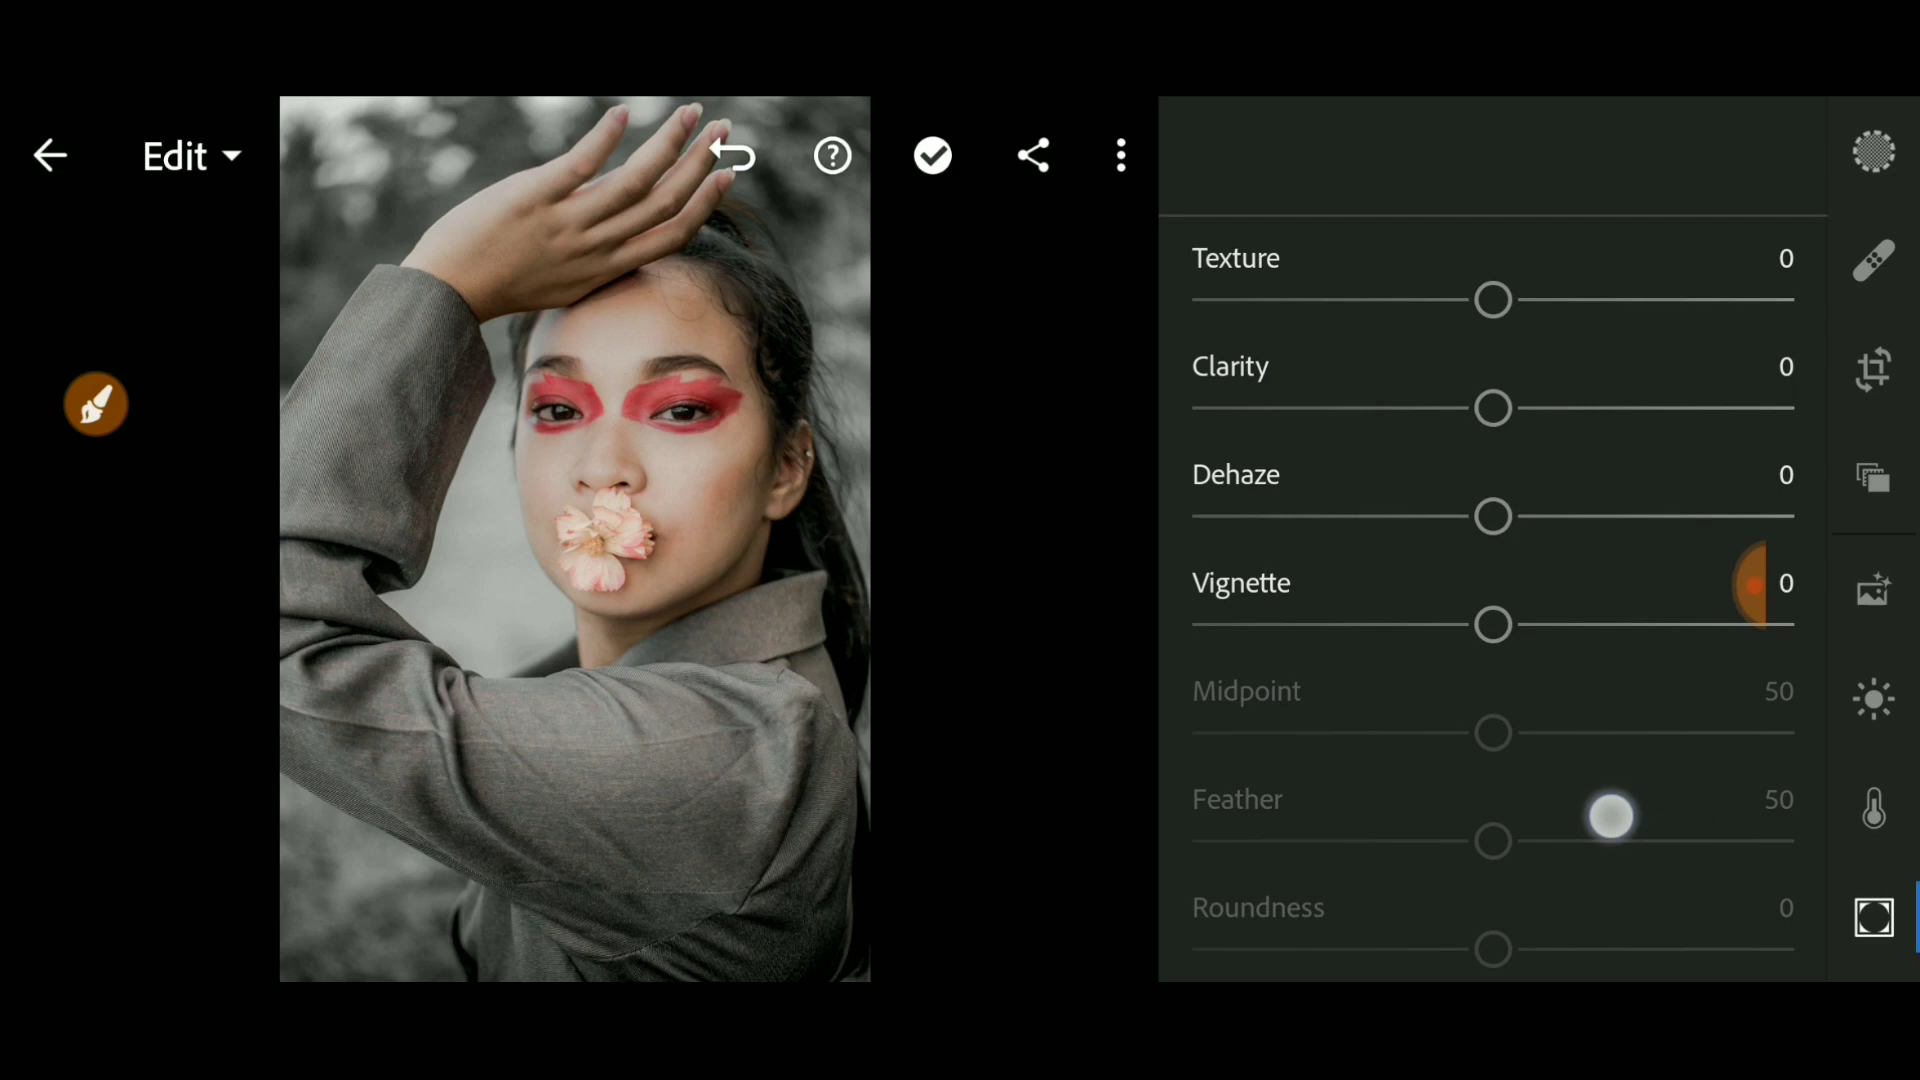 Edit
Texture 0
Clarity 0
Dehaze 0
Vignette 0
Midpoint 50
Feather 50
Roundness 0